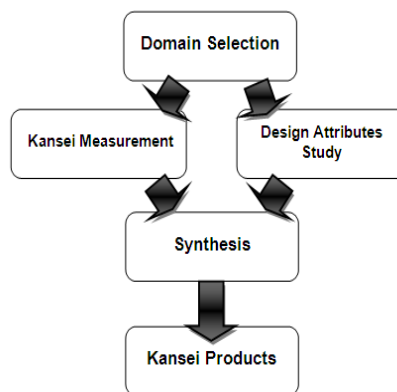 Domain Selection
Kansei Measurement
Design Attributes
Study
Synthesis
Kansei Products